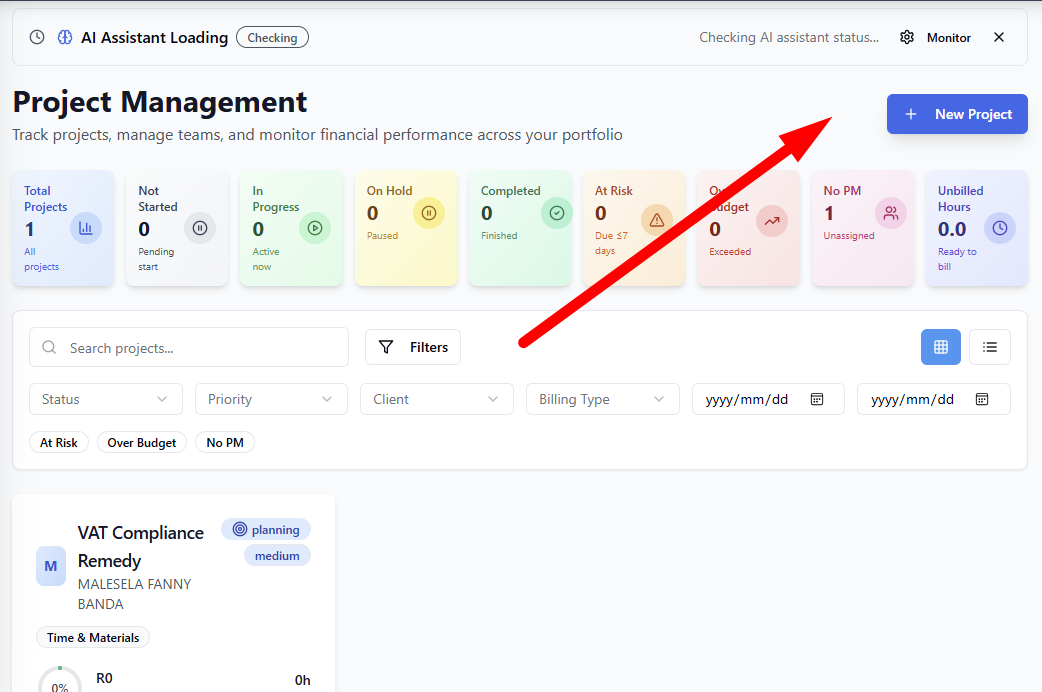 AI Assistant Loading Checking Checking AI assistant status... Monitor
Project Management
New Project
Track projects, manage teams, and monitor financial performance across your portfolio
Total Projects
1
All projects
Not Started
0
Pending start
In Progress
0
Active now
On Hold
0
Paused
Completed
0
Finished
At Risk
0
Due ≤7 days
0
Exceeded
No PM
1
Unassigned
Unbilled Hours
0.0
Ready to bill
Search projects... Filters
Status Priority Client Billing Type yyyy/mm/dd yyyy/mm/dd
At Risk Over Budget No PM
VAT Compliance Remedy
planning
medium
M
MALESELA FANNY BANDA
Time & Materials
0% R0 0h